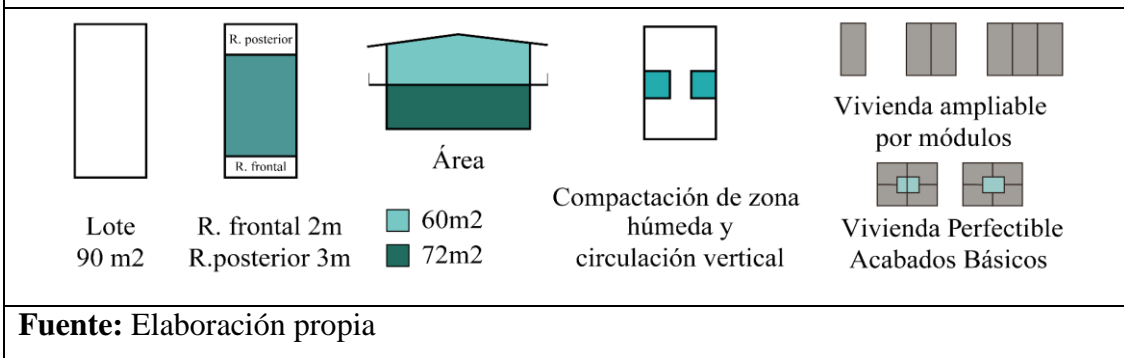 R. posterior
R. frontal
Lote
90 m2
R. frontal 2m
R.posterior 3m
Área
60m2
72m2
Compactación de zona
húmeda y
circulación vertical
Vivienda ampliable
por módulos
Vivienda Perfectible
Acabados Básicos
Fuente: Elaboración propia